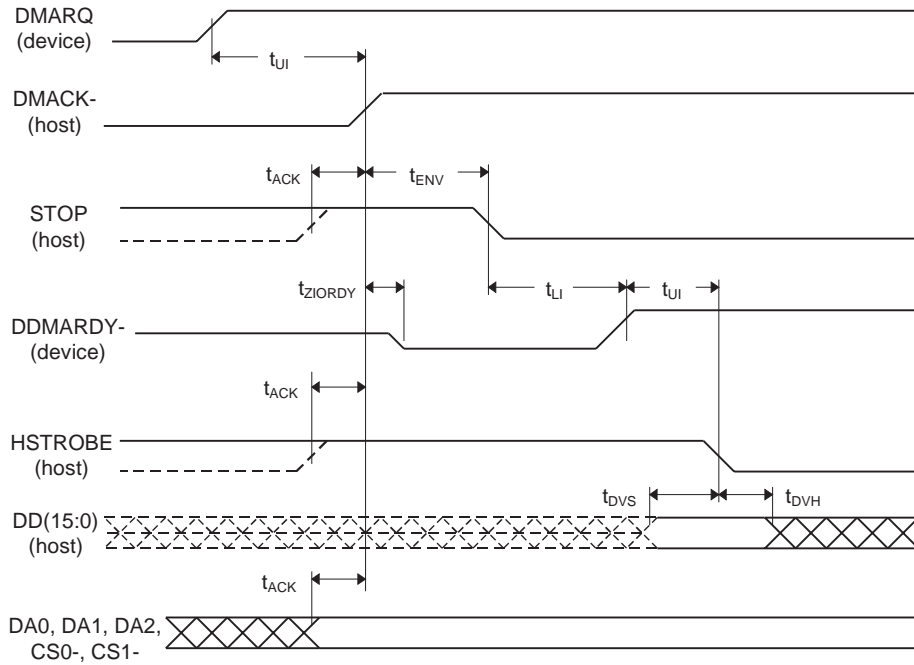 DMARQ
(device)
tUI
DMACK-
(host)
tACK
tENV
STOP
(host)
tZIORDY
tLI
tUI
DDMARDY-
(device)
tACK
HSTROBE
(host)
tDVS
tDVH
DD(15:0)
(host)
tACK
DA0, DA1, DA2,
CS0-, CS1-